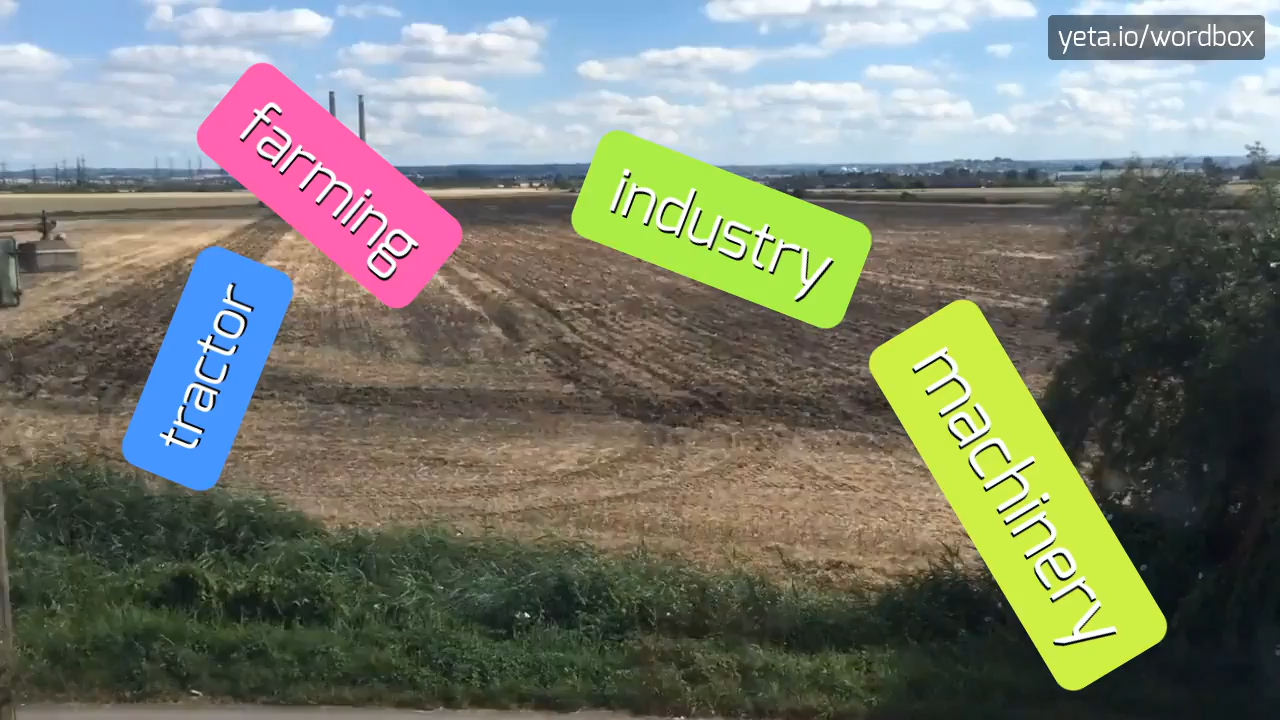 yeta.io/wordbox
farming
industry
tractor
machinery